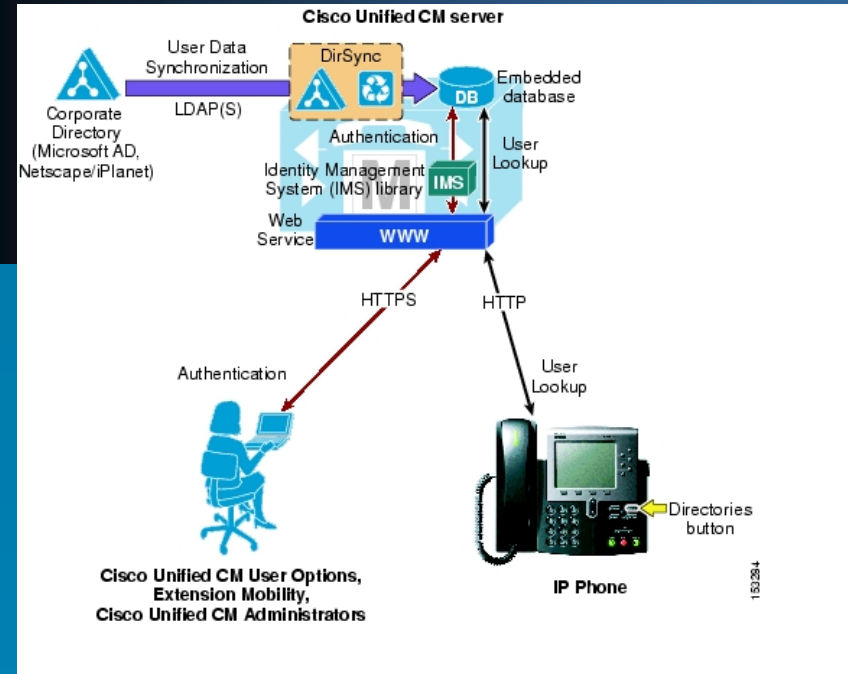 Cisco Unified CM server
User Data
Synchronization
LDAP(S)
DirSync
DB
Embedded
database
Corporate
Directory
(Microsoft AD,
Netscape/iPlanet)
Authentication
User
Lookup
Identity Management
System (IMS) library
M
IMS
Web
Service
WWW
HTTPS
HTTP
Authentication
User
Lookup
Directories
button
Cisco Unified CM User Options,
Extension Mobility,
Cisco Unified CM Administrators
IP Phone
153294